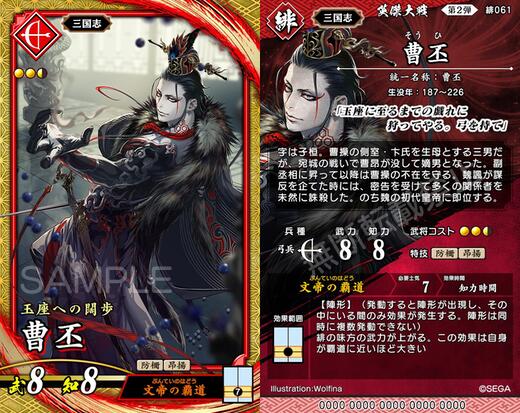 三国志
SAMPLE
玉座への闊歩
曹丕
防柵 昂揚
武8 知8
ぶんていのはどう
文帝の覇道
7
緋
三国志
英傑大戦
第2弾
緋061
そう ひ
曹丕
統一名称:曹丕
生没年:187~226
「玉座に至るまでの戯れに
狩ってやる。弓を持て」
字は子桓。曹操の側室・卞氏を生母とする三男だ
が、宛城の戦いで曹昂が没して嫡男となった。副
丞相に昇って以降は曹操の不在を守る。魏諷が謀
反を企てた時には、密告を受けて多くの関係者を
未然に誅殺した。のち魏の初代皇帝に即位する。
兵種 武力 知力 武将コスト
弓兵 8 8 特技 防柵 昂揚
ぶんていのはどう 必要士気 効果時間
文帝の覇道 7 知力時間
効果範囲
【陣形】(発動すると陣形が出現し、その
中にいる間のみ効果が発生する。陣形は同
時に複数発動できない)
緋の味方の武力が上がる。この効果は自身
が覇道に近いほど大きい
Illustration:Wolfina
©SEGA
0000 0000 0000 0000 0000